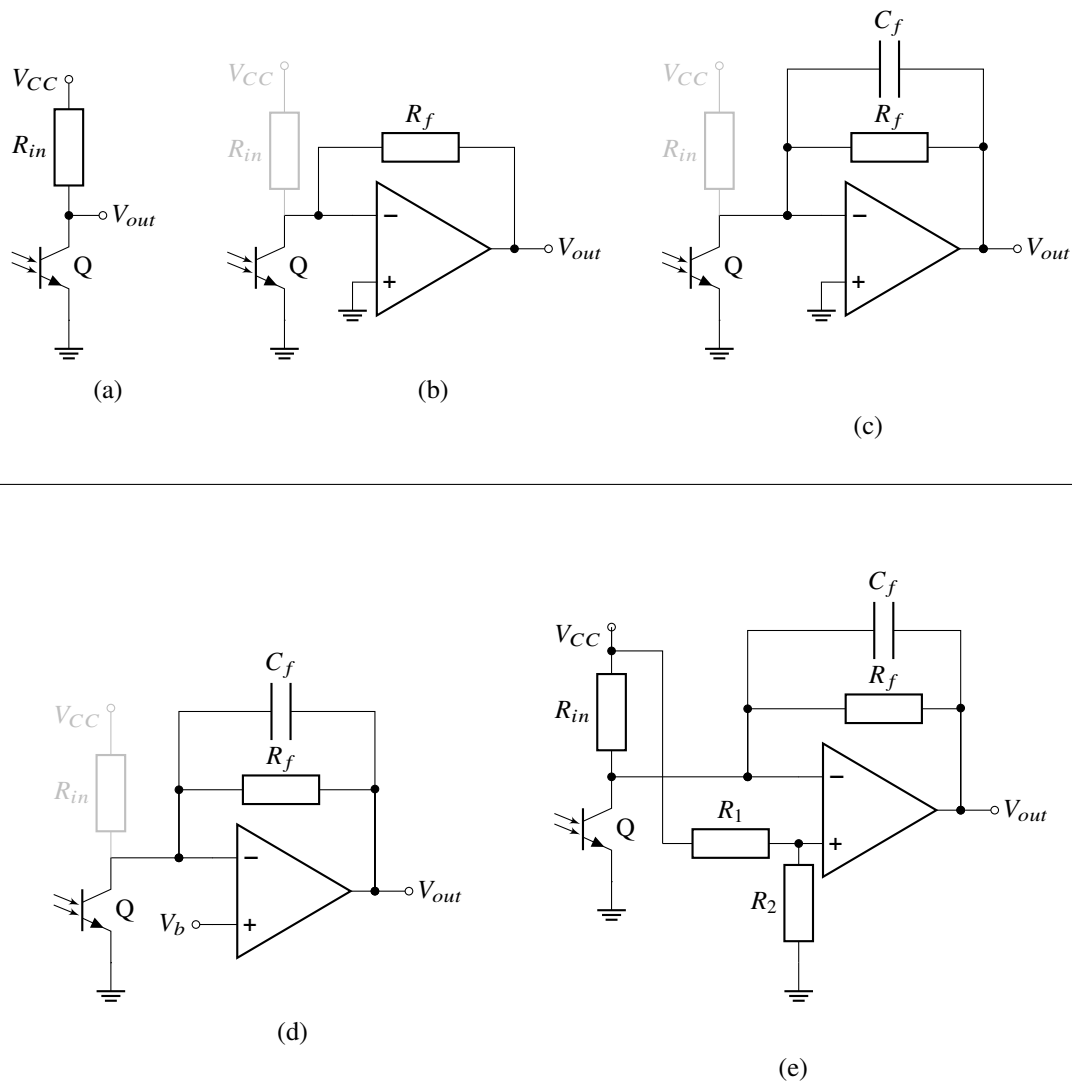 V_CC
R_in
V_out
Q
(a)
V_CC
R_in
R_f
−
+
Q
V_out
(b)
C_f
V_CC
R_in
R_f
−
+
Q
V_out
(c)
C_f
V_CC
R_in
R_f
−
+
Q
V_b
V_out
(d)
C_f
V_CC
R_in
R_f
−
+
Q
R_1
R_2
V_out
(e)